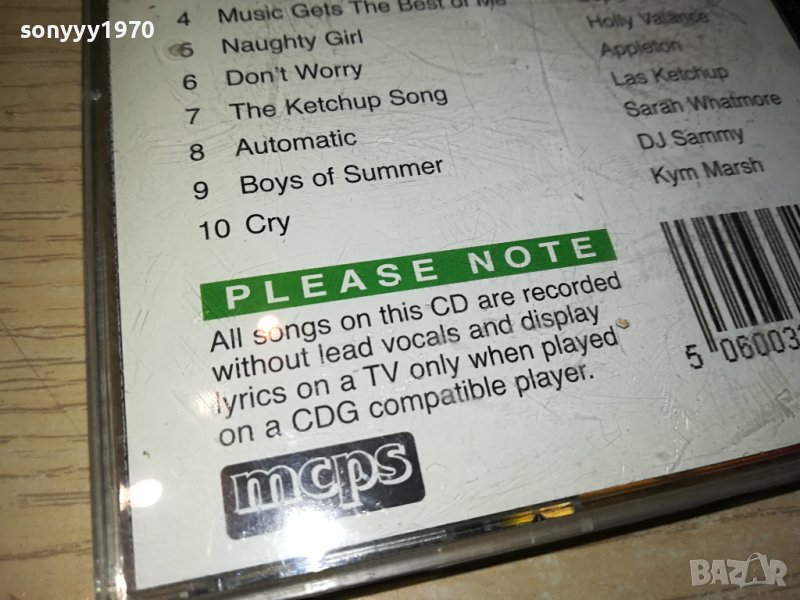 sonyyy1970
4 Music Gets The Best of Me
5 Naughty Girl Holly Valance
6 Don't Worry Appleton
7 The Ketchup Song Las Ketchup
8 Automatic Sarah Whatmore
9 Boys of Summer DJ Sammy
10 Cry Kym Marsh
PLEASE NOTE
All songs on this CD are recorded
without lead vocals and display
lyrics on a TV only when played
on a CDG compatible player.
5 06003
mcps
BAZAR